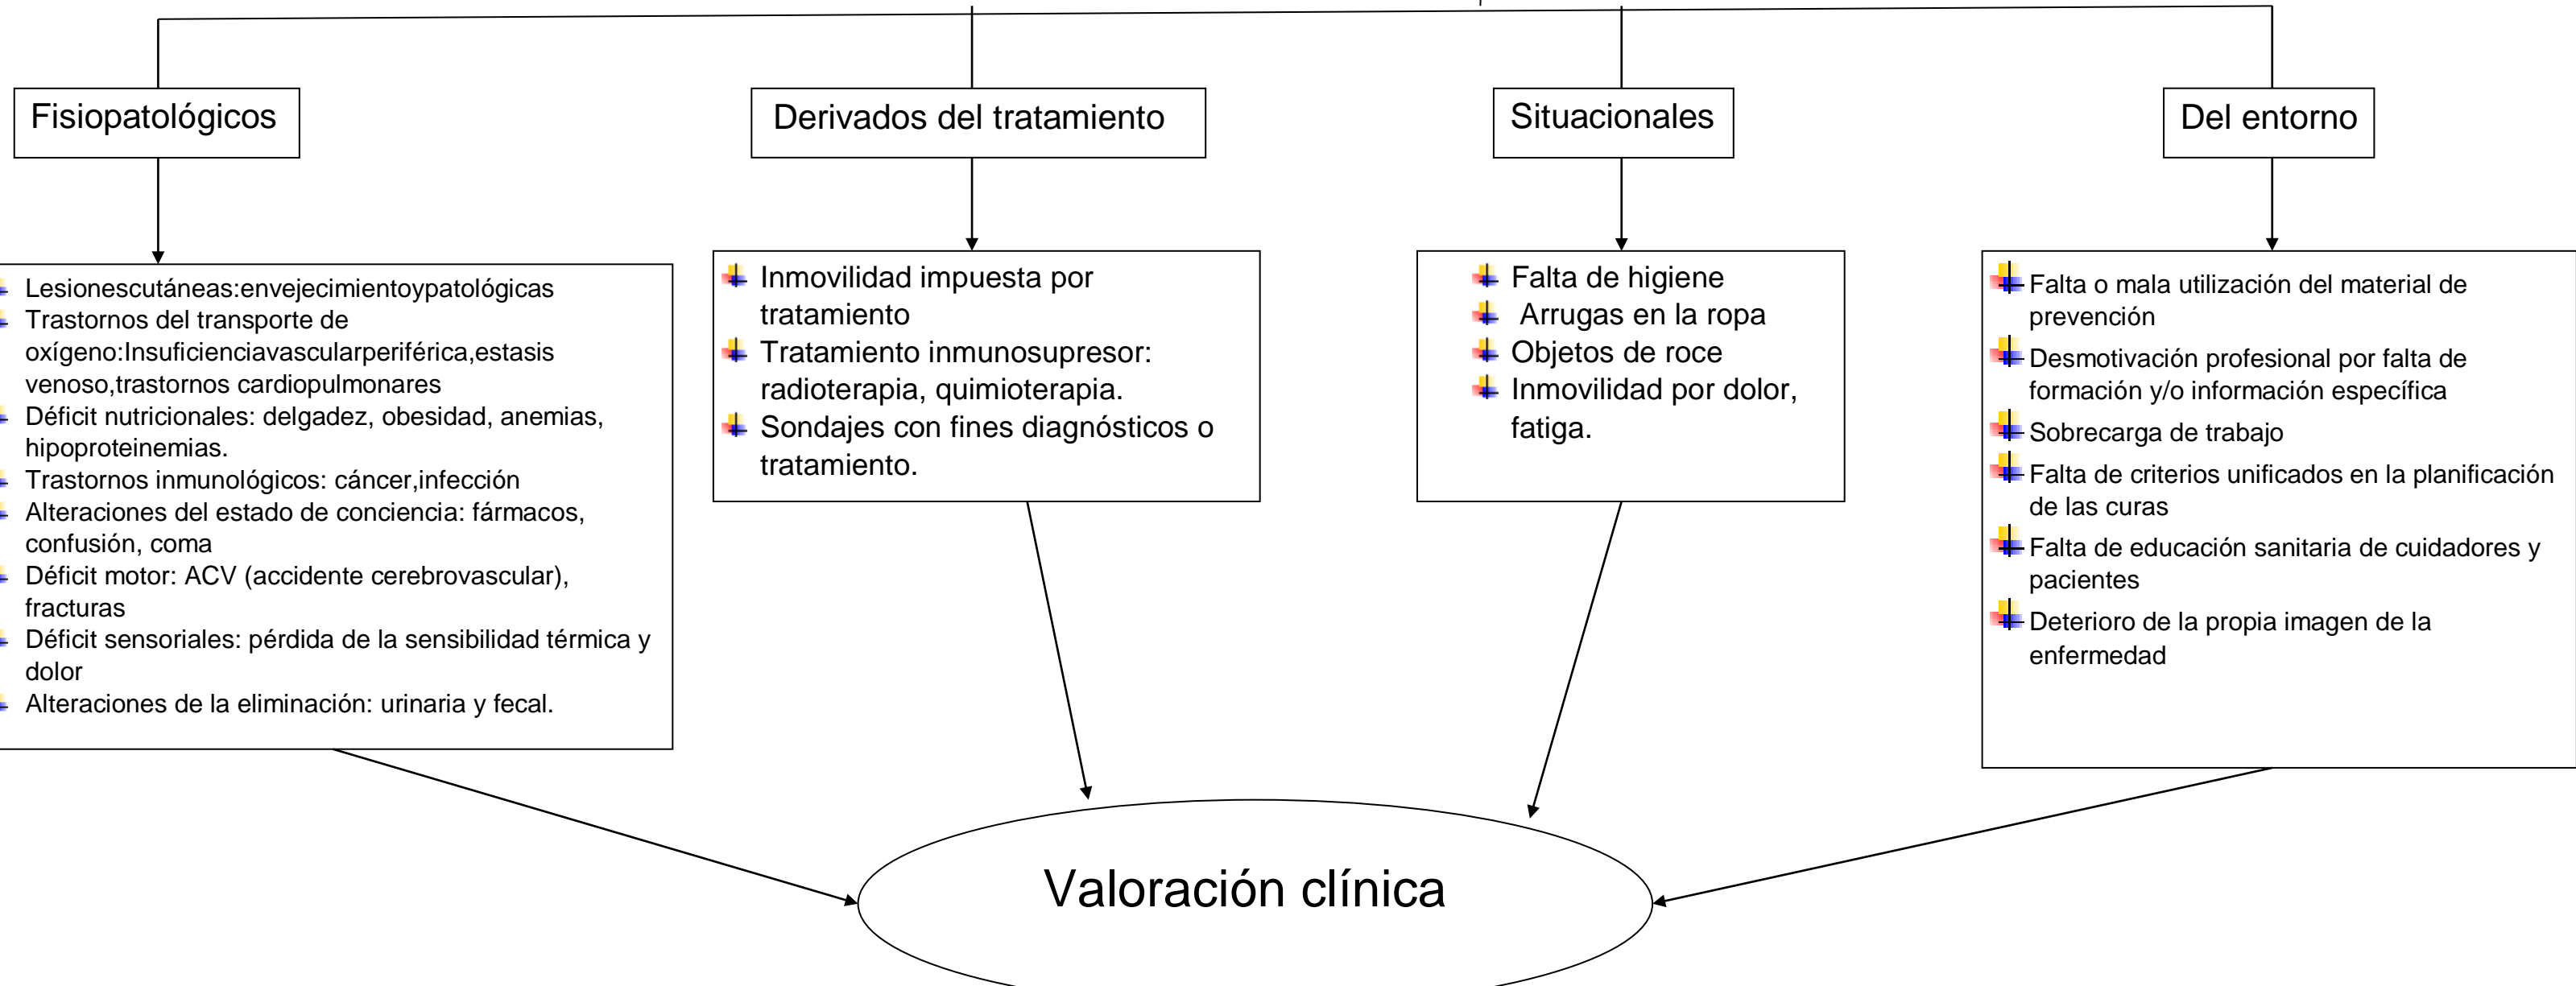 Fisiopatológicos
Derivados del tratamiento
Situacionales
Del entorno
Lesionescutáneas:envejecimientoypatológicas
Trastornos del transporte de
oxígeno:Insuficienciavascularperiférica,estasis
venoso,trastornos cardiopulmonares
Déficit nutricionales: delgadez, obesidad, anemias,
hipoproteinemias.
Trastornos inmunológicos: cáncer,infección
Alteraciones del estado de conciencia: fármacos,
confusión, coma
Déficit motor: ACV (accidente cerebrovascular),
fracturas
Déficit sensoriales: pérdida de la sensibilidad térmica y
dolor
Alteraciones de la eliminación: urinaria y fecal.
Inmovilidad impuesta por
tratamiento
Tratamiento inmunosupresor:
radioterapia, quimioterapia.
Sondajes con fines diagnósticos o
tratamiento.
Falta de higiene
Arrugas en la ropa
Objetos de roce
Inmovilidad por dolor,
fatiga.
Falta o mala utilización del material de
prevención
Desmotivación profesional por falta de
formación y/o información específica
Sobrecarga de trabajo
Falta de criterios unificados en la planificación
de las curas
Falta de educación sanitaria de cuidadores y
pacientes
Deterioro de la propia imagen de la
enfermedad
Valoración clínica